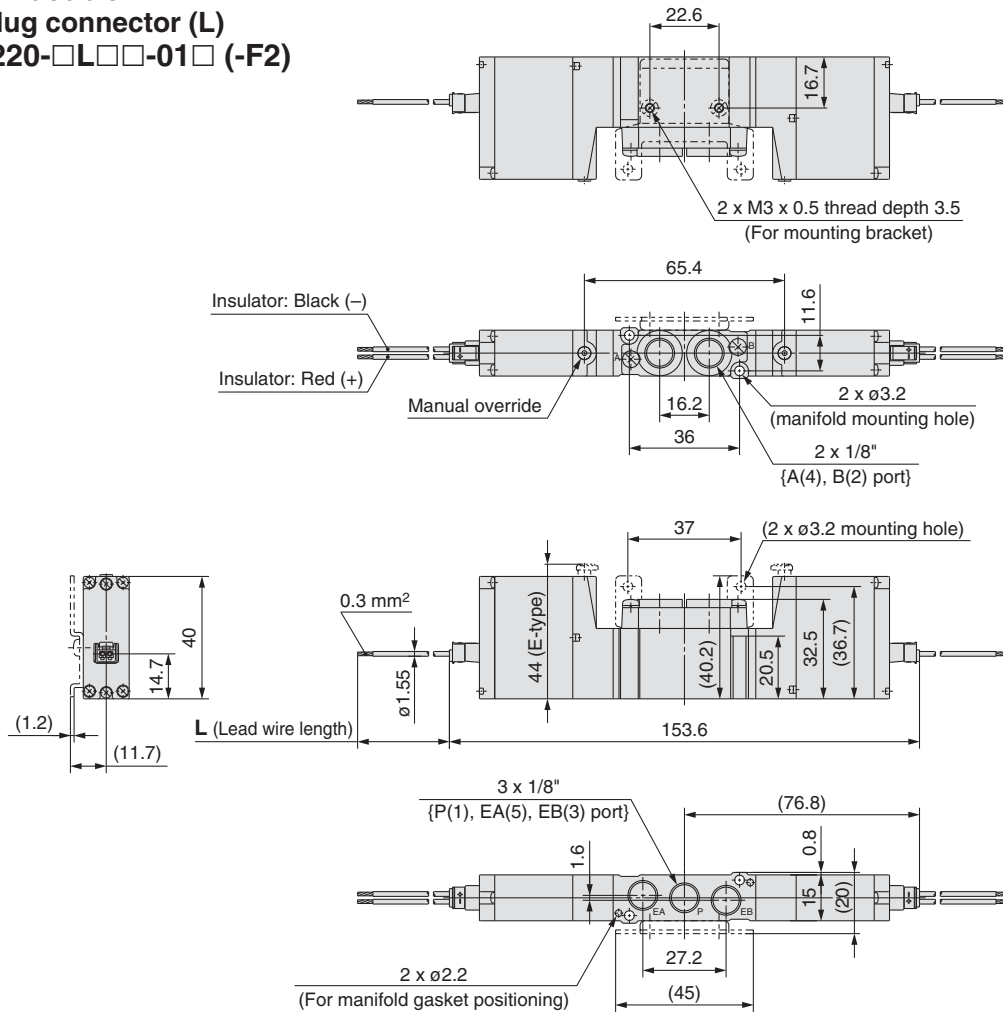 lug connector (L)
220-□L□□-01□ (-F2)
22.6
16.7
2 x M3 x 0.5 thread depth 3.5
(For mounting bracket)
65.4
11.6
Insulator: Black (–)
Insulator: Red (+)
A
B
Manual override
16.2
36
2 x ø3.2
(manifold mounting hole)
2 x 1/8"
{A(4), B(2) port}
37
(2 x ø3.2 mounting hole)
0.3 mm²
40
14.7
(1.2)
(11.7)
44 (E-type)
ø1.55
(40.2)
20.5
32.5
(36.7)
L (Lead wire length)
153.6
3 x 1/8"
{P(1), EA(5), EB(3) port}
(76.8)
1.6
0.8
15
(20)
EA
P
EB
27.2
2 x ø2.2
(For manifold gasket positioning)
(45)